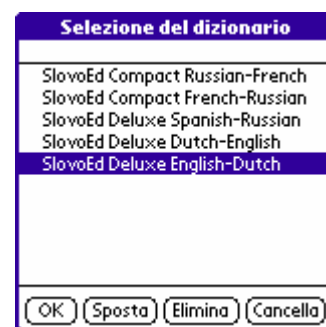 Selezione del dizionario
SlovoEd Compact Russian-French
SlovoEd Compact French-Russian
SlovoEd Deluxe Spanish-Russian
SlovoEd Deluxe Dutch-English
SlovoEd Deluxe English-Dutch
OK Sposta Elimina Cancella